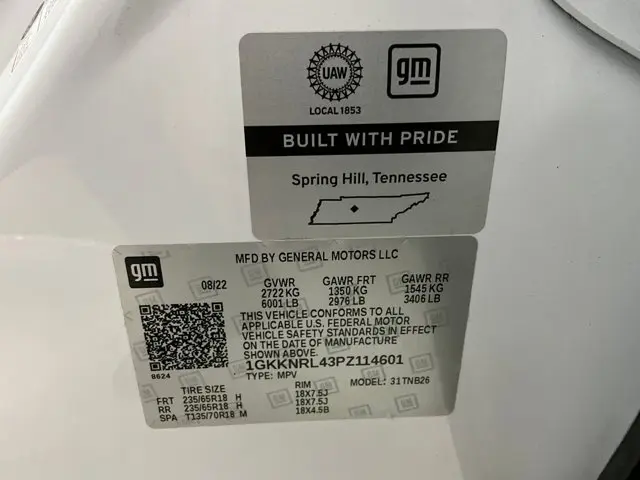 UAW
gm
LOCAL 1853
BUILT WITH PRIDE
Spring Hill, Tennessee
gm
MFD BY GENERAL MOTORS LLC
08/22 GVWR GAWR FRT GAWR RR
2722 KG 1350 KG 1545 KG
6001 LB 2976 LB 3406 LB
THIS VEHICLE CONFORMS TO ALL
APPLICABLE U.S. FEDERAL MOTOR
VEHICLE SAFETY STANDARDS IN EFFECT
ON THE DATE OF MANUFACTURE
SHOWN ABOVE.
8624
1GKKNRL43PZ114601
TYPE: MPV MODEL: 31TNB26
TIRE SIZE RIM
FRT 235/65R18 H 18X7.5J
RR 235/65R18 H 18X7.5J
SPA T135/70R18 M 18X4.5B